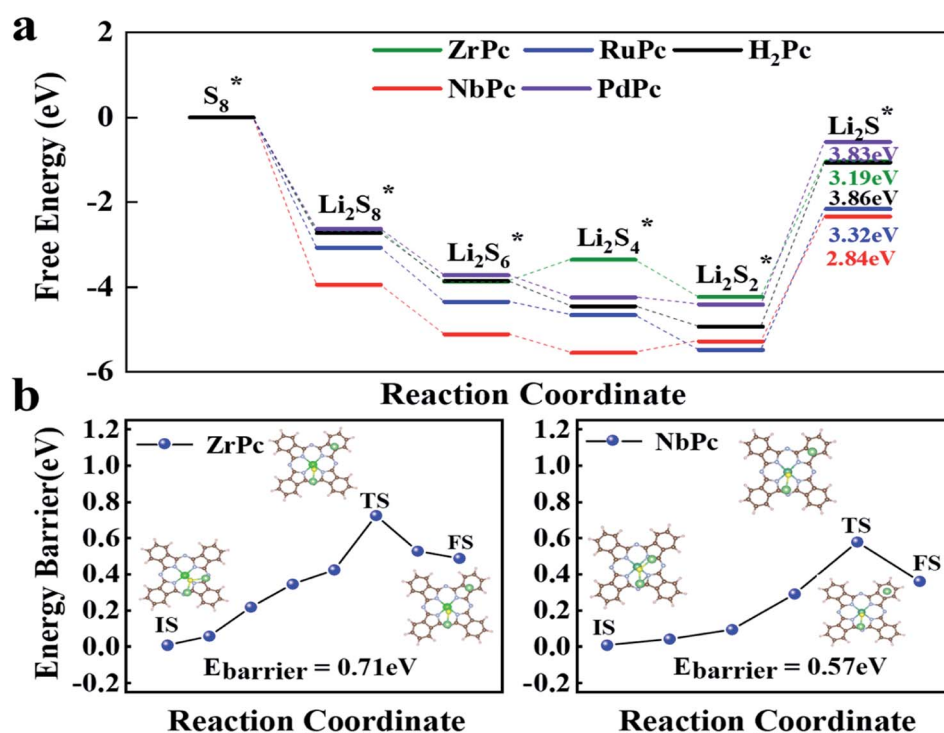 a
2
0
-2
-4
-6
Free Energy (eV)
ZrPc RuPc H₂Pc
NbPc PdPc
S₈*
Li₂S₈*
Li₂S₆*
Li₂S₄*
Li₂S₂*
Li₂S*
3.83eV
3.19eV
3.86eV
3.32eV
2.84eV
Reaction Coordinate
b
1.2
1.0
0.8
0.6
0.4
0.2
0.0
-0.2
Energy Barrier(eV)
ZrPc
TS
FS
IS
E barrier = 0.71eV
Reaction Coordinate
1.2
1.0
0.8
0.6
0.4
0.2
0.0
-0.2
NbPc
TS
FS
IS
E barrier = 0.57eV
Reaction Coordinate